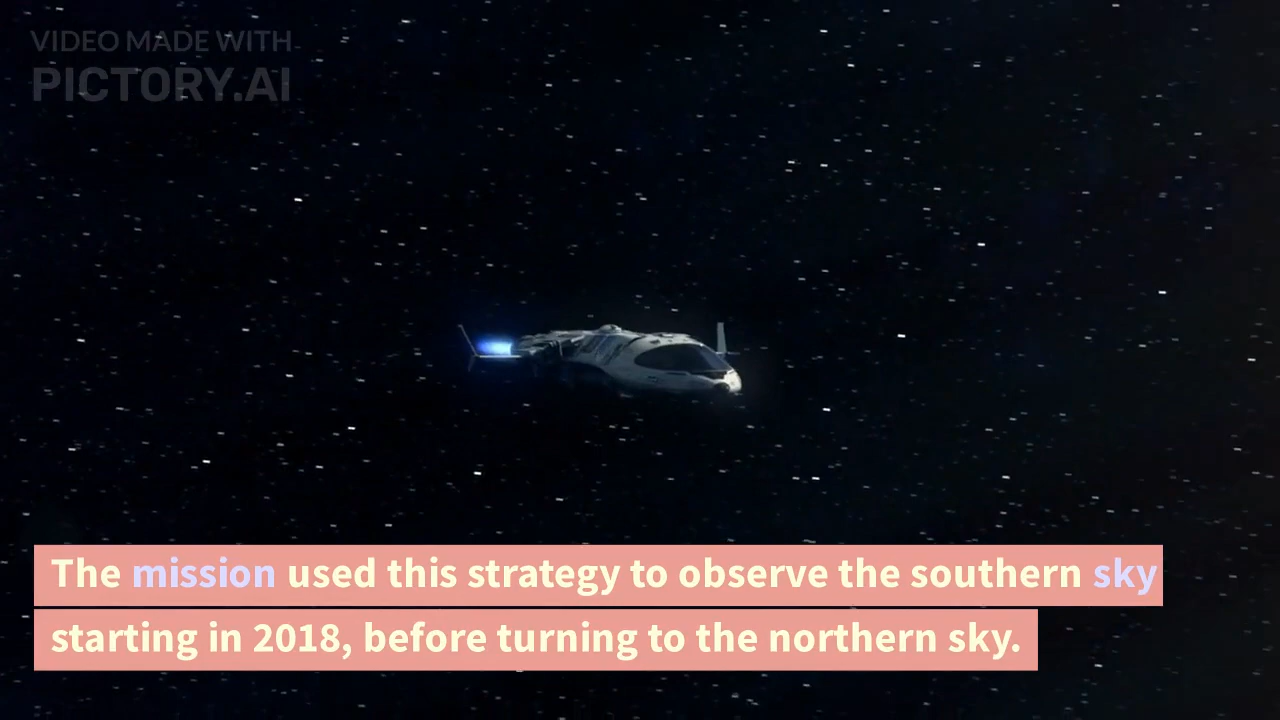 VIDEO MADE WITH
PICTORY.AI
The mission used this strategy to observe the southern sky
starting in 2018, before turning to the northern sky.